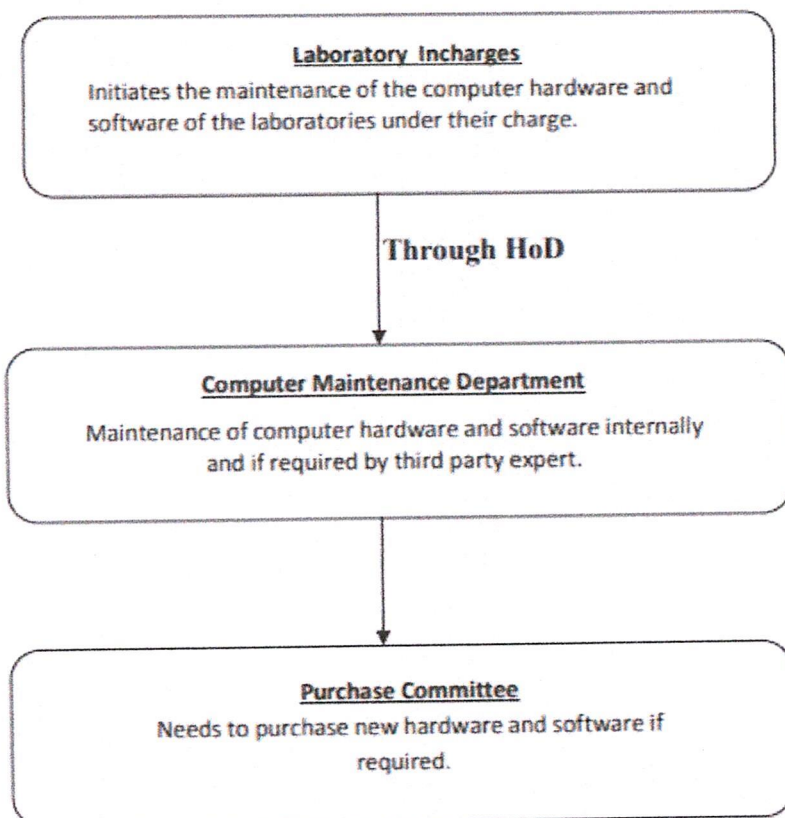 Laboratory Incharges
Initiates the maintenance of the computer hardware and
software of the laboratories under their charge.
Through HoD
Computer Maintenance Department
Maintenance of computer hardware and software internally
and if required by third party expert.
Purchase Committee
Needs to purchase new hardware and software if
required.